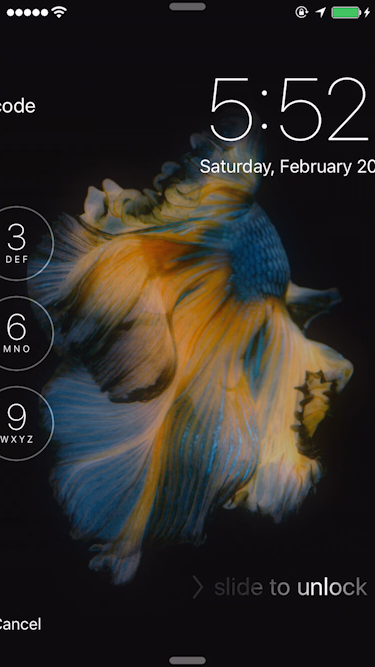 code
5:52
Saturday, February 20
3
DEF
6
MNO
9
WXYZ
slide to unlock
Cancel